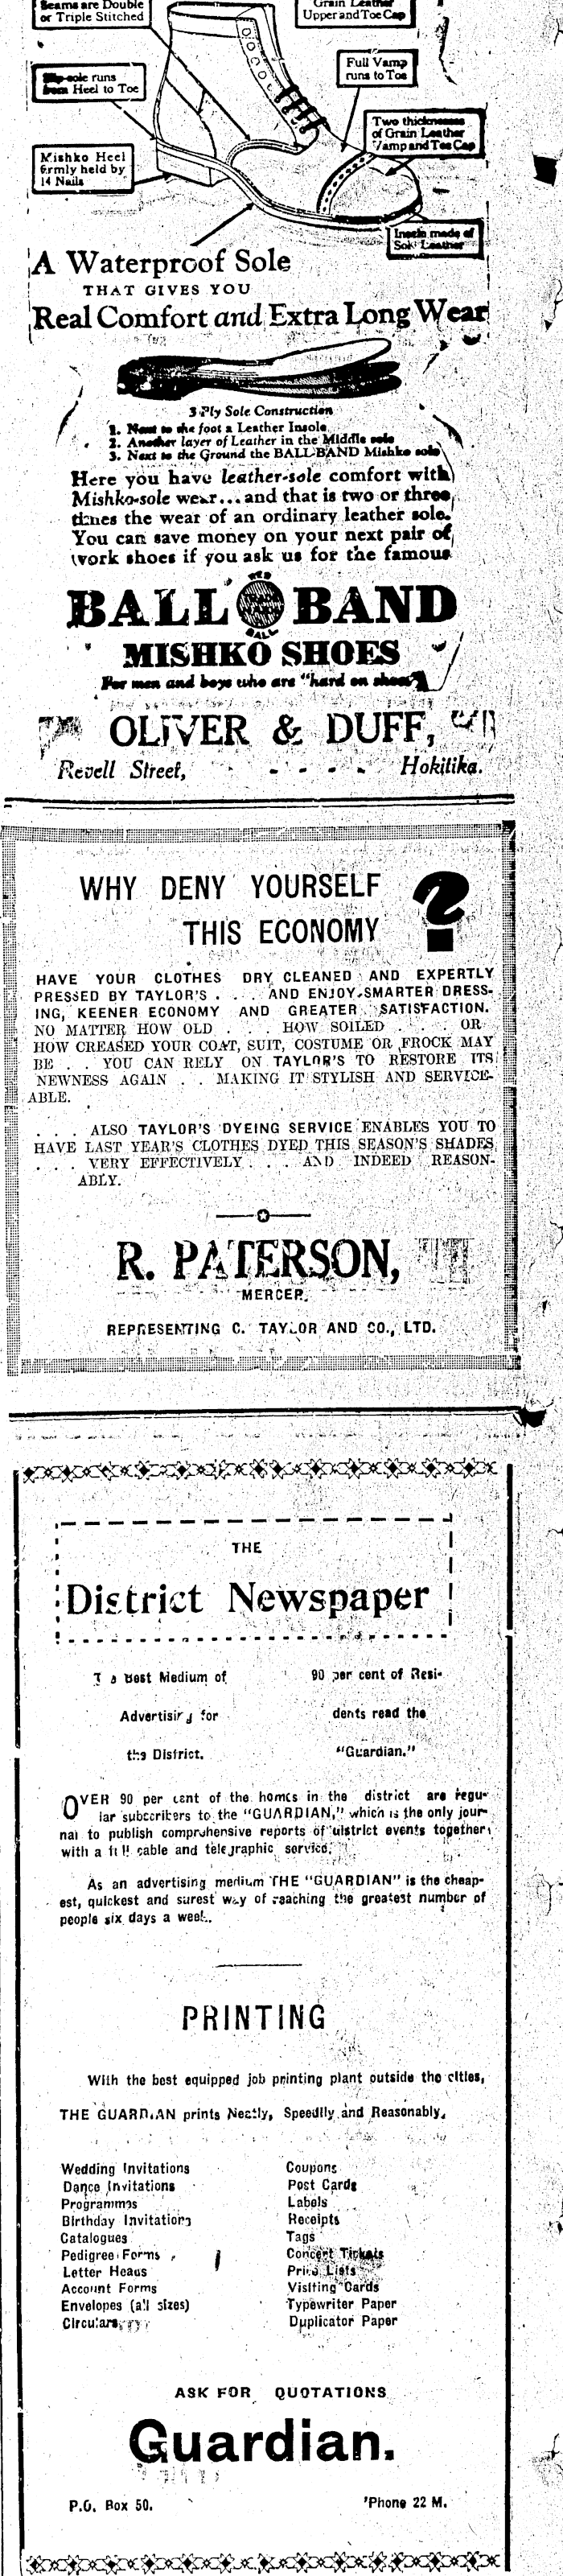 Seams are Double
or Triple Stitched
Grain Leather
Upper and Toe Cap
Full Vamp
runs to Toe
Slip-sole runs
from Heel to Toe
Two thicknesses
of Grain Leather
Vamp and Toe Cap
Mishko Heel
firmly held by
14 Nails
Insole made of
Sole Leather
A Waterproof Sole
THAT GIVES YOU
Real Comfort and Extra Long Wear
3-Ply Sole Construction
1. Next to the foot a Leather Insole
2. Another layer of Leather in the Middle sole
3. Next to the Ground the BALL-BAND Mishko sole
Here you have leather-sole comfort with
Mishko-sole wear... and that is two or three
times the wear of an ordinary leather sole.
You can save money on your next pair of
work shoes if you ask us for the famous
BALL BAND
RED
BALL
MISHKO SHOES
For men and boys who are "hard on shoes"
OLIVER & DUFF,
Revell Street, - - - - - Hokitika.
WHY DENY YOURSELF
THIS ECONOMY ?
HAVE YOUR CLOTHES DRY CLEANED AND EXPERTLY
PRESSED BY TAYLOR'S . . . AND ENJOY SMARTER DRESS-
ING, KEENER ECONOMY AND GREATER SATISFACTION.
NO MATTER HOW OLD . . . HOW SOILED . . . . OR
HOW CREASED YOUR COAT, SUIT, COSTUME OR FROCK MAY
BE . . YOU CAN RELY ON TAYLOR'S TO RESTORE ITS
NEWNESS AGAIN . . MAKING IT STYLISH AND SERVICE-
ABLE.
. . . ALSO TAYLOR'S DYEING SERVICE ENABLES YOU TO
HAVE LAST YEAR'S CLOTHES DYED THIS SEASON'S SHADES
. . . VERY EFFECTIVELY . . . AND INDEED REASON-
ABLY.
R. PATERSON,
MERCER.
REPRESENTING C. TAYLOR AND CO., LTD.
THE
District Newspaper
The Best Medium of
Advertising for
the District.
90 per cent of Resi-
dents read the
"Guardian."
OVER 90 per cent of the homes in the district are regu-
lar subscribers to the "GUARDIAN," which is the only jour-
nal to publish comprehensive reports of district events together
with a full cable and telegraphic service.
As an advertising medium THE "GUARDIAN" is the cheap-
est, quickest and surest way of reaching the greatest number of
people six days a week.
PRINTING
With the best equipped job printing plant outside the cities,
THE GUARDIAN prints Neatly, Speedily and Reasonably.
Wedding Invitations
Dance Invitations
Programmes
Birthday Invitations
Catalogues
Pedigree Forms
Letter Heads
Account Forms
Envelopes (all sizes)
Circulars
Coupons
Post Cards
Labels
Receipts
Tags
Concert Tickets
Price Lists
Visiting Cards
Typewriter Paper
Duplicator Paper
ASK FOR QUOTATIONS
Guardian.
P.O. Box 50.
'Phone 22 M.